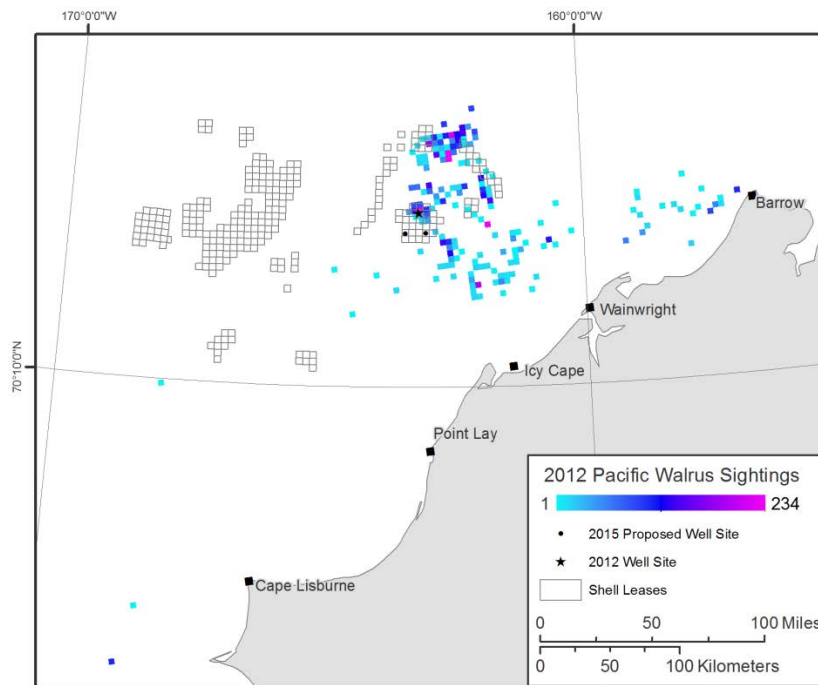 170°0'0"W
160°0'0"W
Barrow
Wainwright
70°10'0"N
Icy Cape
Point Lay
Cape Lisburne
2012 Pacific Walrus Sightings
1 234
2015 Proposed Well Site
2012 Well Site
Shell Leases
0 50 100 Miles
0 50 100 Kilometers